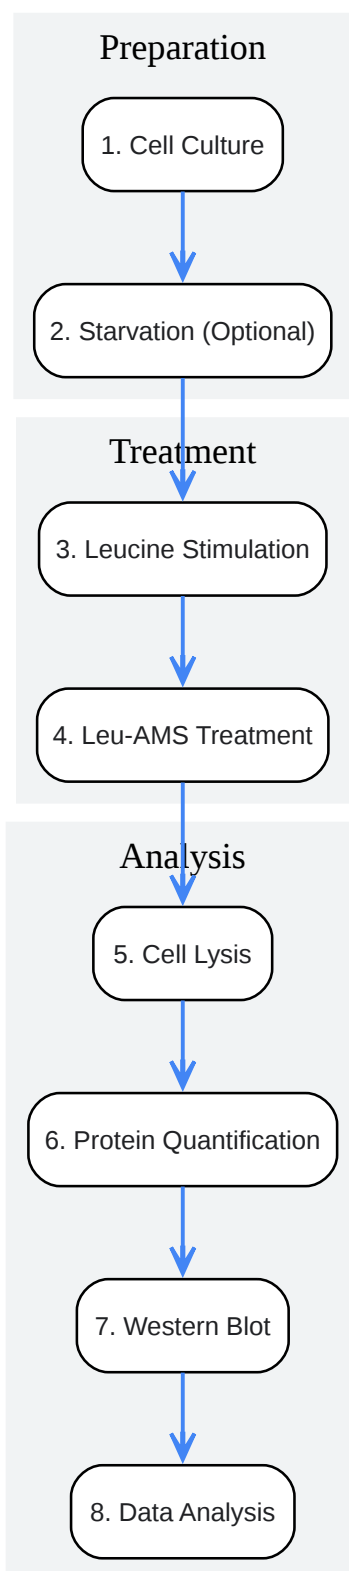 Preparation
1. Cell Culture
2. Starvation (Optional)
Treatment
3. Leucine Stimulation
4. Leu-AMS Treatment
Analysis
5. Cell Lysis
6. Protein Quantification
7. Western Blot
8. Data Analysis